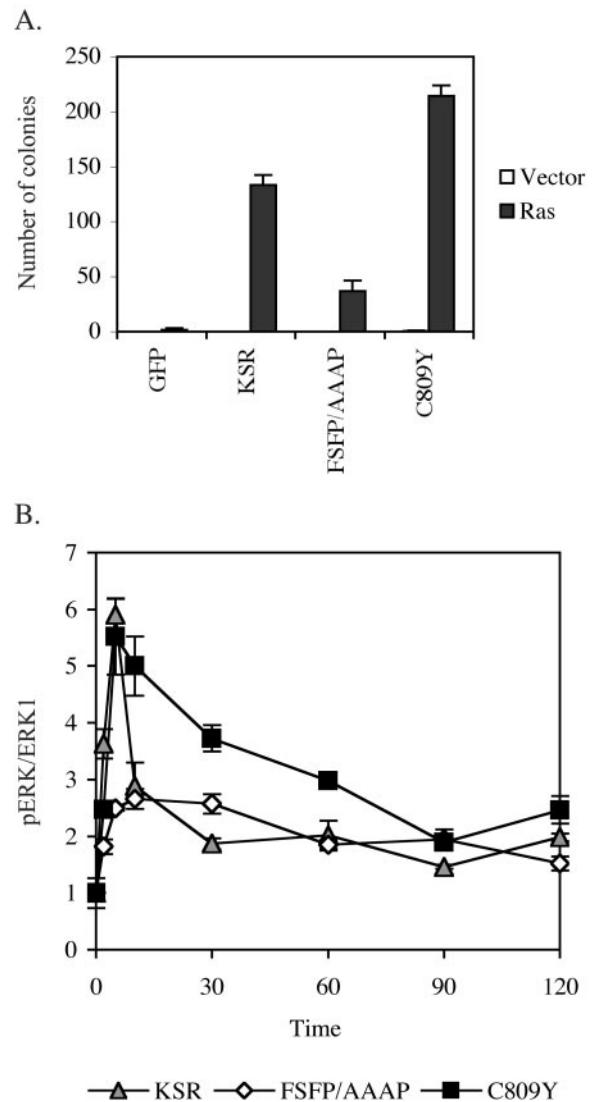 A.
Number of colonies
250
200
150
100
50
0
GFP
KSR
FSFP/AAAP
C809Y
Vector
Ras
B.
pERK/ERK1
7
6
5
4
3
2
1
0
0 30 60 90 120
Time
KSR FSFP/AAAP C809Y